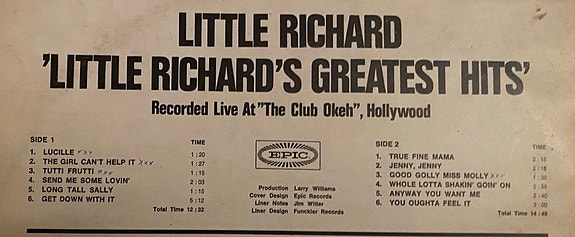 LITTLE RICHARD
'LITTLE RICHARD'S GREATEST HITS'
Recorded Live At "The Club Okeh", Hollywood
SIDE 1 TIME
1. LUCILLE 1:20
2. THE GIRL CAN'T HELP IT 1:27
3. TUTTI FRUTTI 1:15
4. SEND ME SOME LOVIN' 2:03
5. LONG TALL SALLY 1:15
6. GET DOWN WITH IT 5:12
Total Time 12:32
EPIC
Production Larry Williams
Cover Design Epic Records
Liner Notes Jim Witter
Liner Design Funckler Records
SIDE 2 TIME
1. TRUE FINE MAMA
2. JENNY, JENNY
3. GOOD GOLLY MISS MOLLY
4. WHOLE LOTTA SHAKIN' GOIN' ON
5. ANYWAY YOU WANT ME
6. YOU OUGHTA FEEL IT
Total Time